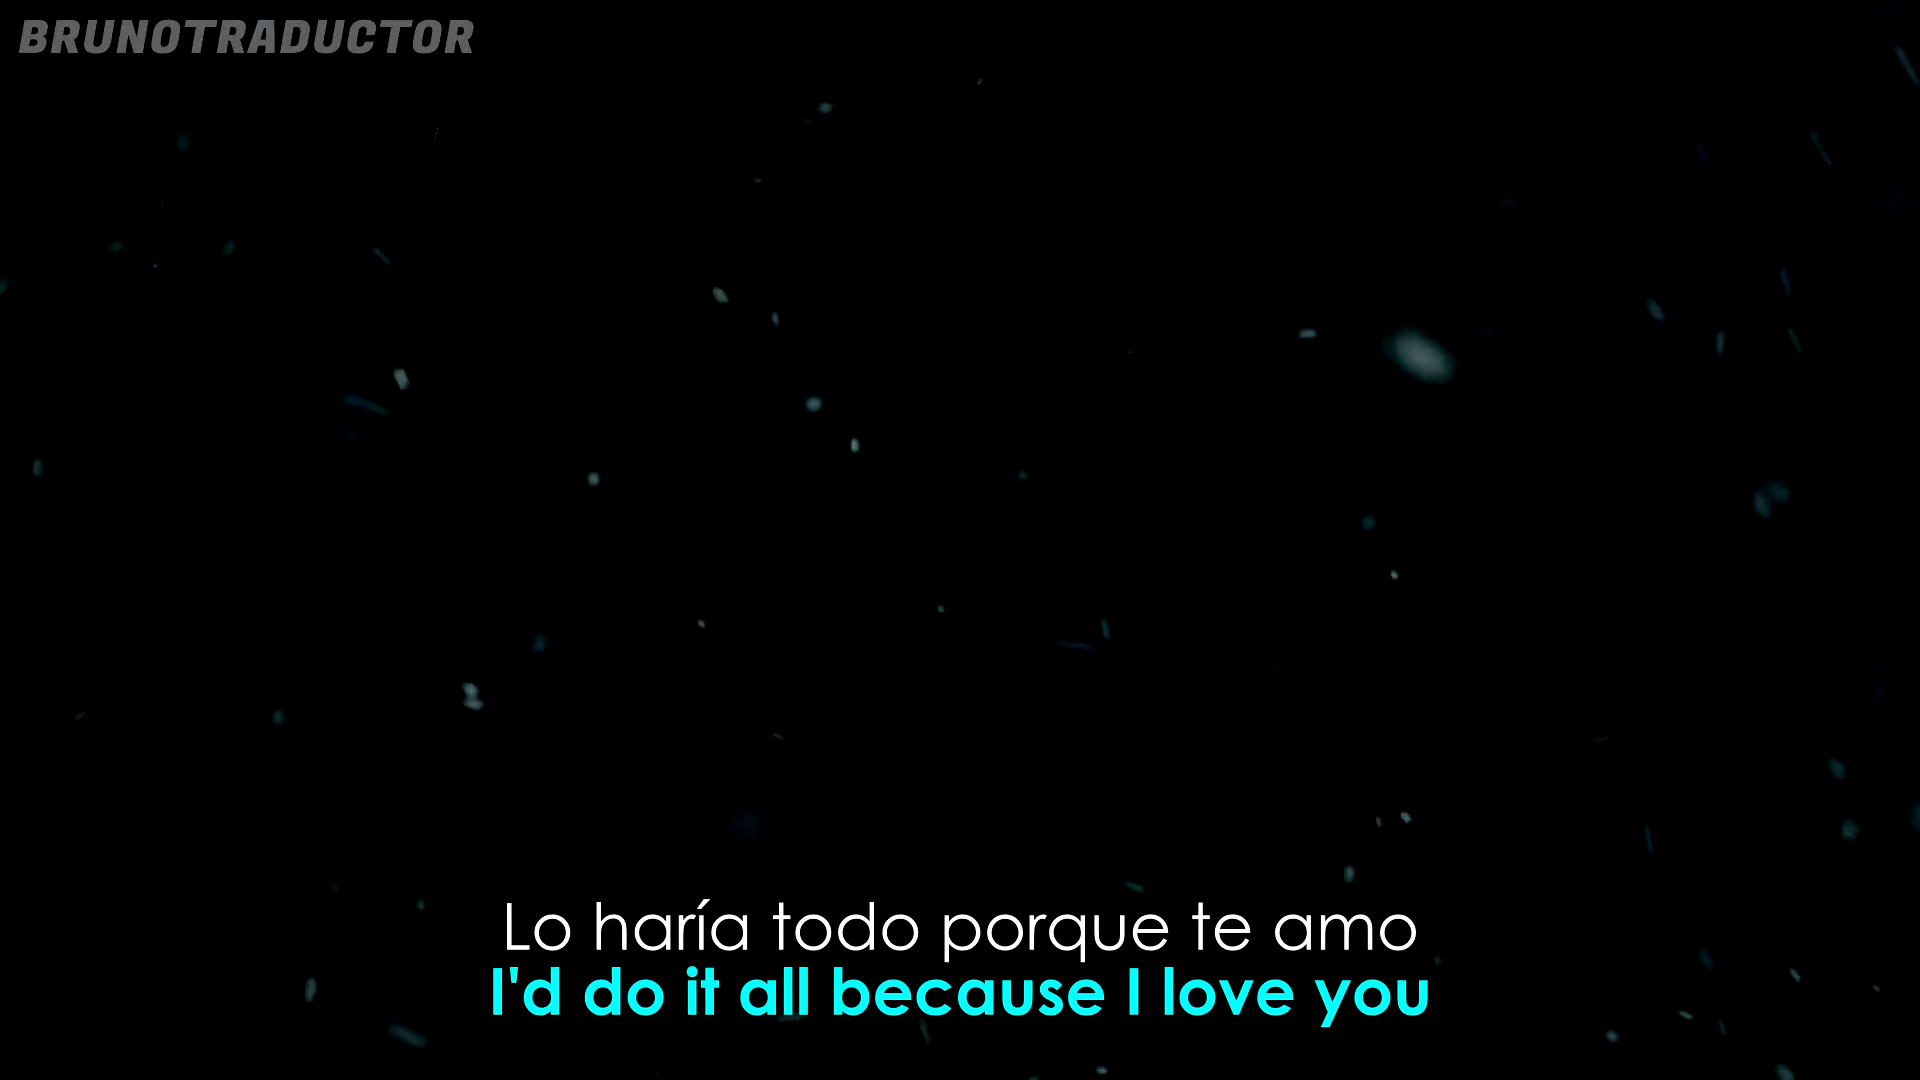 BRUNOTRADUCTOR
Lo haría todo porque te amo
I'd do it all because I love you